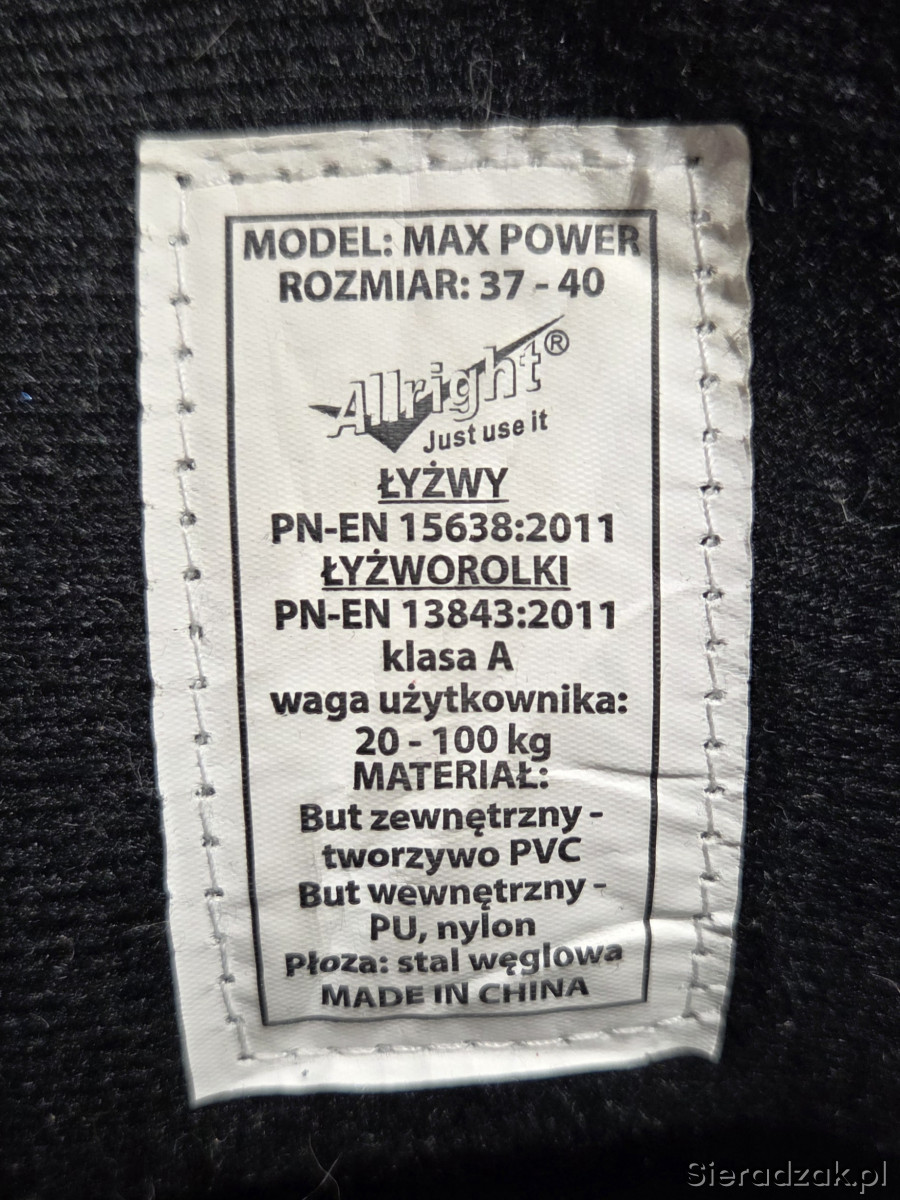 MODEL: MAX POWER
ROZMIAR: 37 - 40
Allright®
Just use it
ŁYŻWY
PN-EN 15638:2011
ŁYŻWOROLKI
PN-EN 13843:2011
klasa A
waga użytkownika:
20 - 100 kg
MATERIAŁ:
But zewnętrzny -
tworzywo PVC
But wewnętrzny -
PU, nylon
Płoza: stal węglowa
MADE IN CHINA
Sieradzak.pl